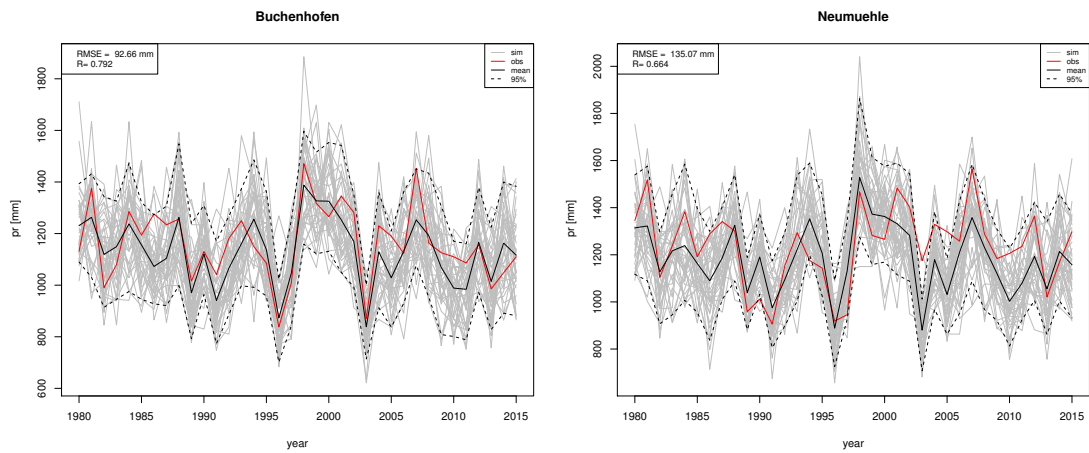 Buchenhofen
RMSE = 92.66 mm
R= 0.792
sim
obs
mean
95%
pr [mm]
1800
1600
1400
1200
1000
800
600
1980 1985 1990 1995 2000 2005 2010 2015
year
Neumuehle
RMSE = 135.07 mm
R= 0.664
sim
obs
mean
95%
pr [mm]
2000
1800
1600
1400
1200
1000
800
1980 1985 1990 1995 2000 2005 2010 2015
year